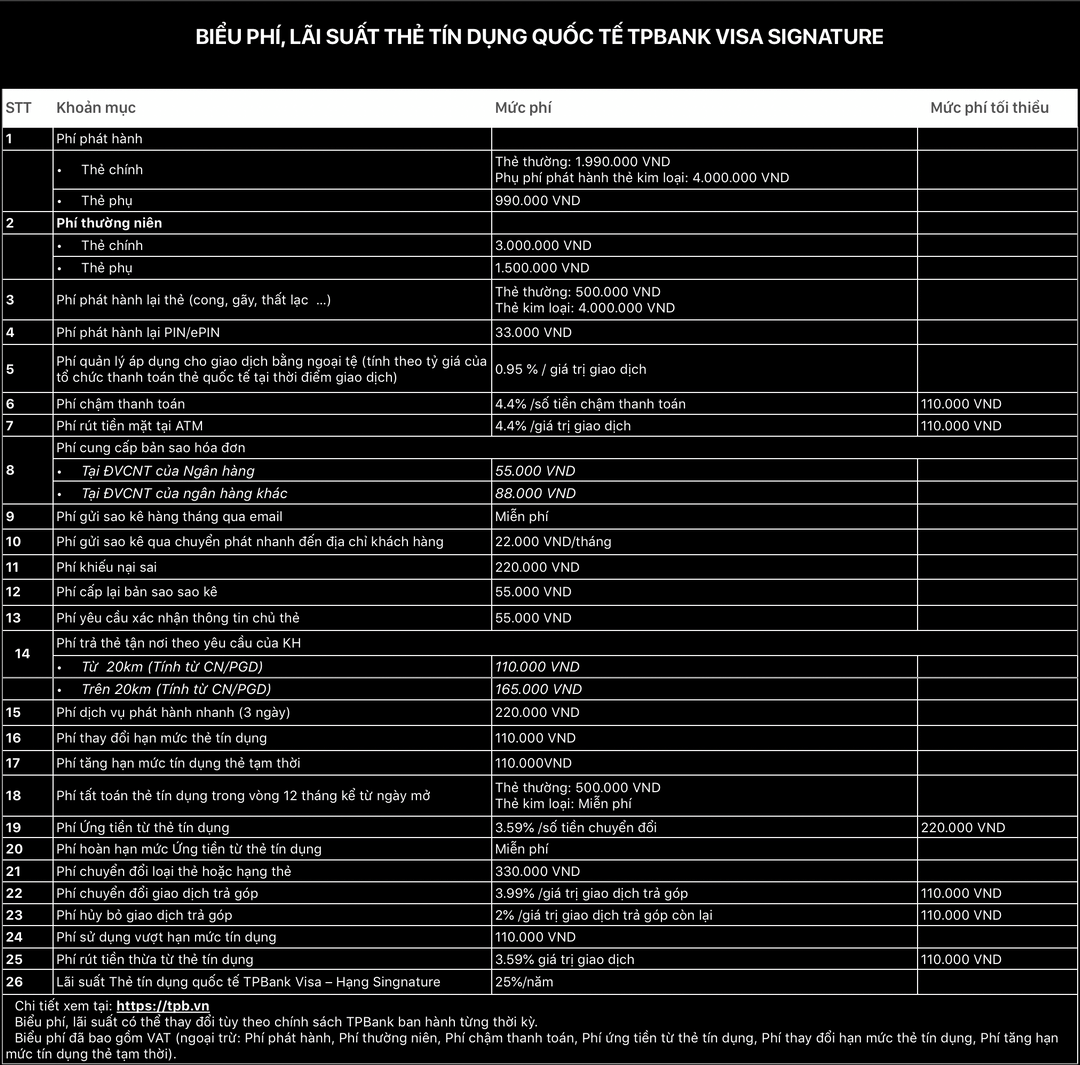 BIỂU PHÍ, LÃI SUẤT THẺ TÍN DỤNG QUỐC TẾ TPBANK VISA SIGNATURE
STT Khoản mục Mức phí Mức phí tối thiểu
1 Phí phát hành
• Thẻ chính Thẻ thường: 1.990.000 VND
Phụ phí phát hành thẻ kim loại: 4.000.000 VND
• Thẻ phụ 990.000 VND
2 Phí thường niên
• Thẻ chính 3.000.000 VND
• Thẻ phụ 1.500.000 VND
3 Phí phát hành lại thẻ (cong, gãy, thất lạc ...) Thẻ thường: 500.000 VND
Thẻ kim loại: 4.000.000 VND
4 Phí phát hành lại PIN/ePIN 33.000 VND
5 Phí quản lý áp dụng cho giao dịch bằng ngoại tệ (tính theo tỷ giá của
tổ chức thanh toán thẻ quốc tế tại thời điểm giao dịch) 0.95 % / giá trị giao dịch
6 Phí chậm thanh toán 4.4% /số tiền chậm thanh toán 110.000 VND
7 Phí rút tiền mặt tại ATM 4.4% /giá trị giao dịch 110.000 VND
8 Phí cung cấp bản sao hóa đơn
• Tại ĐVCNT của Ngân hàng 55.000 VND
• Tại ĐVCNT của ngân hàng khác 88.000 VND
9 Phí gửi sao kê hàng tháng qua email Miễn phí
10 Phí gửi sao kê qua chuyển phát nhanh đến địa chỉ khách hàng 22.000 VND/tháng
11 Phí khiếu nại sai 220.000 VND
12 Phí cấp lại bản sao sao kê 55.000 VND
13 Phí yêu cầu xác nhận thông tin chủ thẻ 55.000 VND
14 Phí trả thẻ tận nơi theo yêu cầu của KH
• Từ 20km (Tính từ CN/PGD) 110.000 VND
• Trên 20km (Tính từ CN/PGD) 165.000 VND
15 Phí dịch vụ phát hành nhanh (3 ngày) 220.000 VND
16 Phí thay đổi hạn mức thẻ tín dụng 110.000 VND
17 Phí tăng hạn mức tín dụng thẻ tạm thời 110.000VND
18 Phí tất toán thẻ tín dụng trong vòng 12 tháng kể từ ngày mở Thẻ thường: 500.000 VND
Thẻ kim loại: Miễn phí
19 Phí Ứng tiền từ thẻ tín dụng 3.59% /số tiền chuyển đổi 220.000 VND
20 Phí hoàn hạn mức Ứng tiền từ thẻ tín dụng Miễn phí
21 Phí chuyển đổi loại thẻ hoặc hạng thẻ 330.000 VND
22 Phí chuyển đổi giao dịch trả góp 3.99% /giá trị giao dịch trả góp 110.000 VND
23 Phí hủy bỏ giao dịch trả góp 2% /giá trị giao dịch trả góp còn lại 110.000 VND
24 Phí sử dụng vượt hạn mức tín dụng 110.000 VND
25 Phí rút tiền thừa từ thẻ tín dụng 3.59% giá trị giao dịch 110.000 VND
26 Lãi suất Thẻ tín dụng quốc tế TPBank Visa – Hạng Singnature 25%/năm
Chi tiết xem tại: https://tpb.vn
Biểu phí, lãi suất có thể thay đổi tùy theo chính sách TPBank ban hành từng thời kỳ.
Biểu phí đã bao gồm VAT (ngoại trừ: Phí phát hành, Phí thường niên, Phí chậm thanh toán, Phí ứng tiền từ thẻ tín dụng, Phí thay đổi hạn mức thẻ tín dụng, Phí tăng hạn
mức tín dụng thẻ tạm thời).